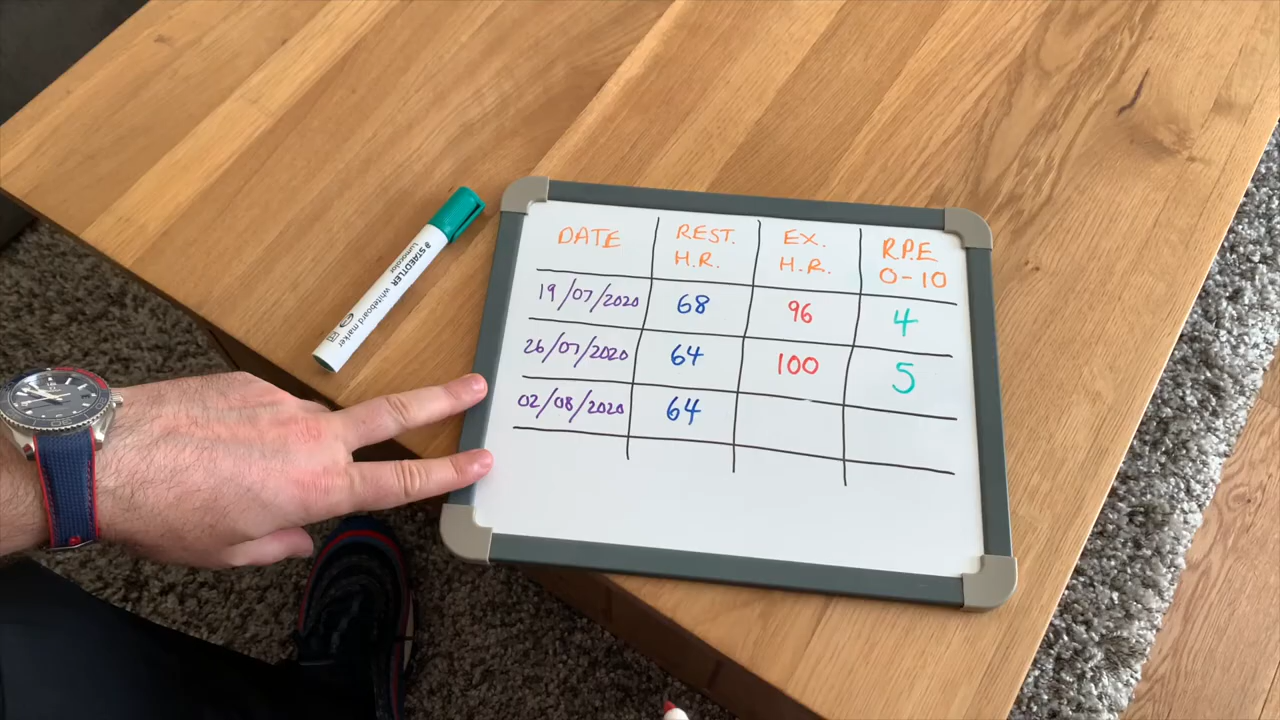 DATE REST. H.R. EX. H.R. R.P.E 0-10
19/07/2020 68 96 4
26/07/2020 64 100 5
02/08/2020 64
STAEDTLER
Lumocolor whiteboard marker